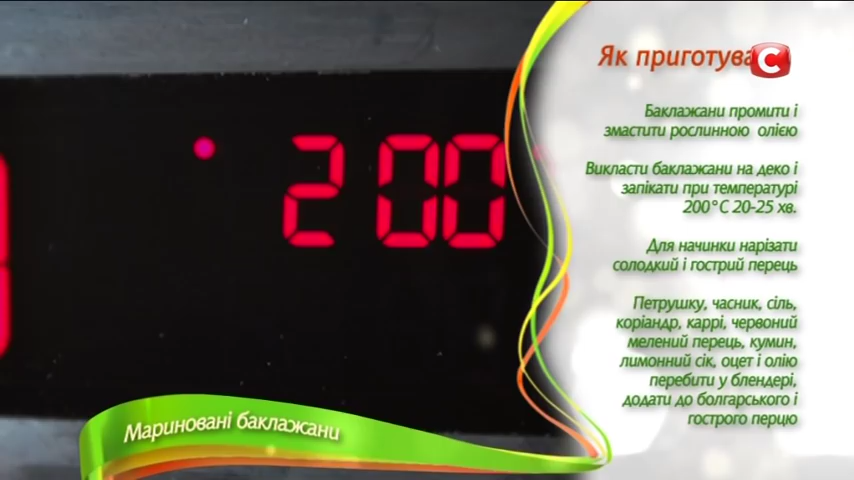 Як приготува
C
Баклажани промити і
змастити рослинною олією
Викласти баклажани на деко і
запікати при температурі
200°С 20-25 хв.
Для начинки нарізати
солодкий і гострий перець
Петрушку, часник, сіль,
коріандр, каррі, червоний
мелений перець, кумин,
лимонний сік, оцет і олію
перебити у блендері,
додати до болгарського і
гострого перцю
200
Мариновані баклажани